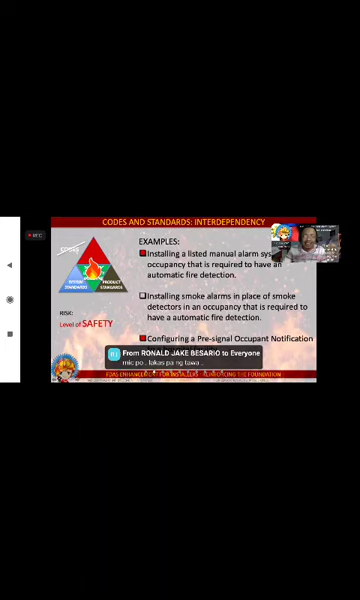 CODES AND STANDARDS: INTERDEPENDENCY
REC
CODES
SYSTEM STANDARDS
PRODUCT STANDARDS
RISK:
Level of SAFETY
EXAMPLES:
Installing a listed manual alarm
occupancy that is required to have an
automatic fire detection.
Installing smoke alarms in place of smoke
detectors in an occupancy that is required to
have a automatic fire detection.
Configuring a Pre-signal Occupant Notification
From RONALD JAKE BESARIO to Everyone
mic po.. lakas pa ng tawa..
FDAS ENHANCEMENT FOR INSTALLERS - REINFORCING THE FOUNDATION